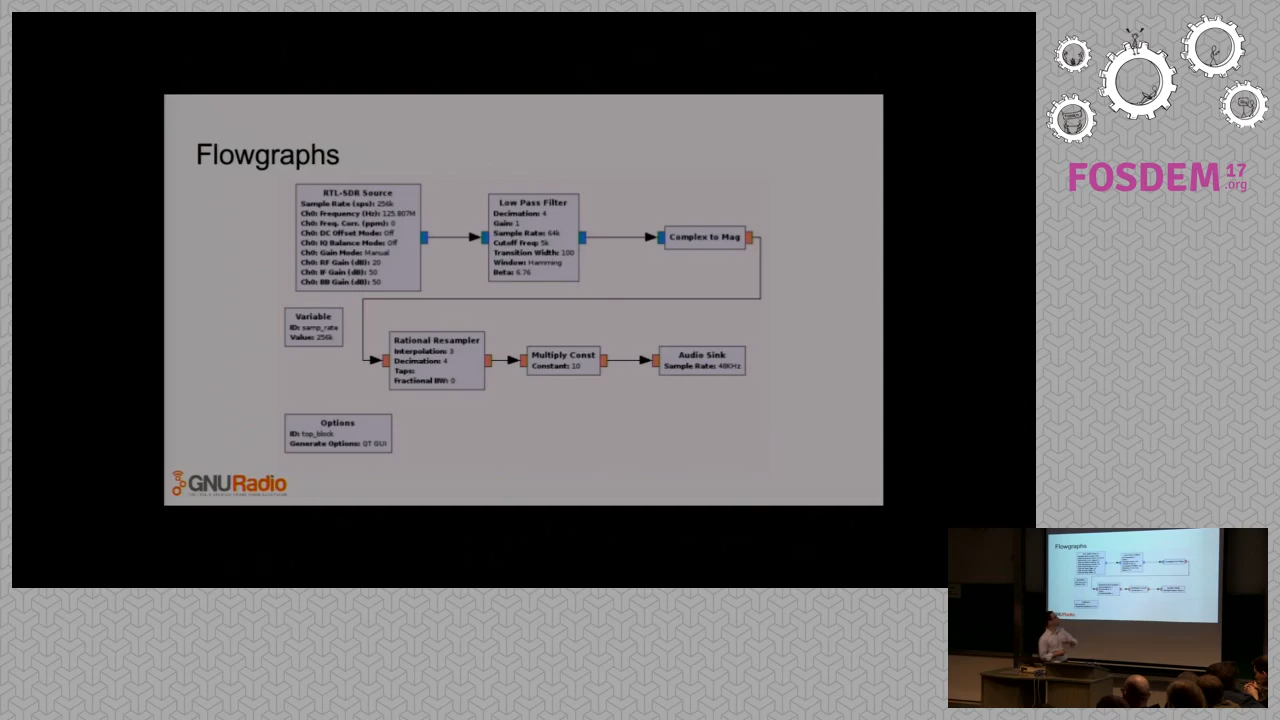 Flowgraphs
RTL-SDR Source
Sample Rate (sps): 256k
Ch0: Frequency (Hz): 125.807M
Ch0: Freq. Corr. (ppm): 0
Ch0: DC Offset Mode: Off
Ch0: IQ Balance Mode: Off
Ch0: Gain Mode: Manual
Ch0: RF Gain (dB): 20
Ch0: IF Gain (dB): 50
Ch0: BB Gain (dB): 50
Low Pass Filter
Decimation: 4
Gain: 1
Sample Rate: 64k
Cutoff Freq: 5k
Transition Width: 100
Window: Hamming
Beta: 6.76
Complex to Mag
Variable
ID: samp_rate
Value: 256k
Rational Resampler
Interpolation: 3
Decimation: 4
Taps:
Fractional BW: 0
Multiply Const
Constant: 10
Audio Sink
Sample Rate: 48KHz
Options
ID: top_block
Generate Options: QT GUI
GNURadio
FOSDEM 17
.org
Flowgraphs